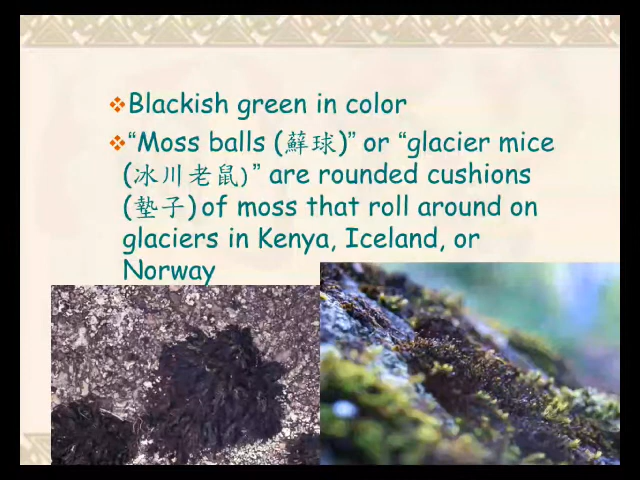 Blackish green in color
“Moss balls (蘚球)” or “glacier mice
(冰川老鼠)” are rounded cushions
(墊子) of moss that roll around on
glaciers in Kenya, Iceland, or
Norway